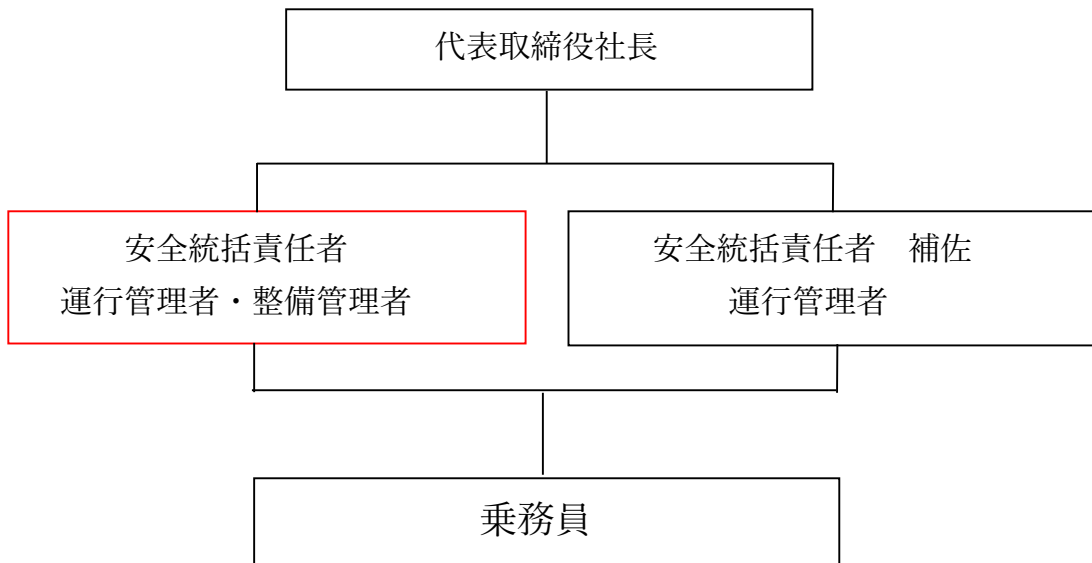 代表取締役社長
安全統括責任者
運行管理者・整備管理者
安全統括責任者　補佐
運行管理者
乗務員